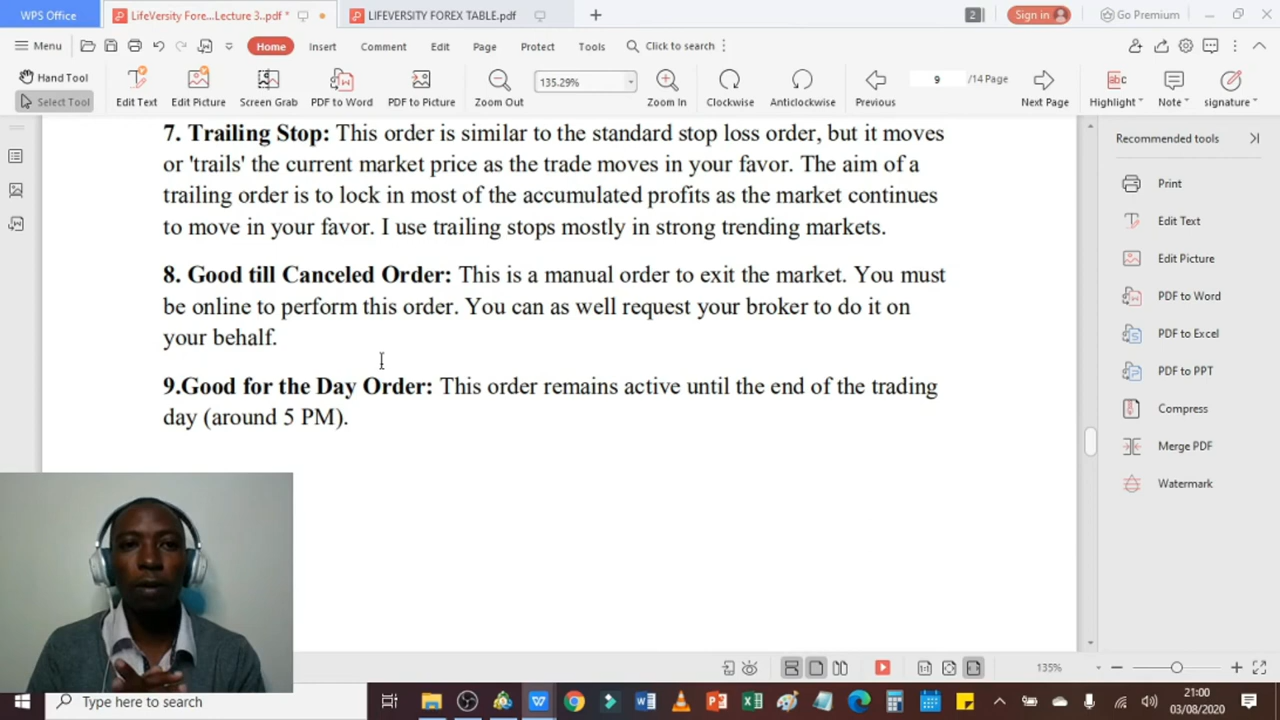 WPS Office
LifeVersity Fore...Lecture 3..pdf *
LIFEVERSITY FOREX TABLE.pdf
2
Sign in
Go Premium
Menu
Home
Insert
Comment
Edit
Page
Protect
Tools
Click to search
Hand Tool
Select Tool
Edit Text
Edit Picture
Screen Grab
PDF to Word
PDF to Picture
Zoom Out
135.29%
Zoom In
Clockwise
Anticlockwise
Previous
9
/14 Page
Next Page
Highlight
Note
signature
7. Trailing Stop: This order is similar to the standard stop loss order, but it moves
or 'trails' the current market price as the trade moves in your favor. The aim of a
trailing order is to lock in most of the accumulated profits as the market continues
to move in your favor. I use trailing stops mostly in strong trending markets.
8. Good till Canceled Order: This is a manual order to exit the market. You must
be online to perform this order. You can as well request your broker to do it on
your behalf.
9.Good for the Day Order: This order remains active until the end of the trading
day (around 5 PM).
Recommended tools
Print
Edit Text
Edit Picture
PDF to Word
PDF to Excel
PDF to PPT
Compress
Merge PDF
Watermark
135%
Type here to search
21:00
03/08/2020